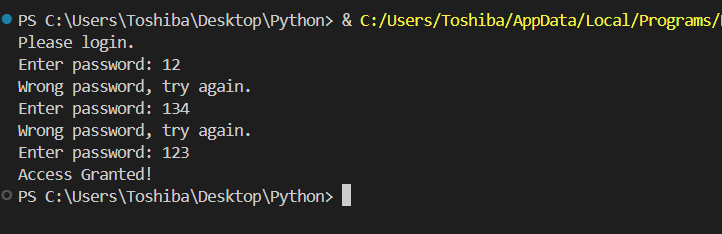 PS C:\Users\Toshiba\Desktop\Python> & C:/Users/Toshiba/AppData/Local/Programs/
Please login.
Enter password: 12
Wrong password, try again.
Enter password: 134
Wrong password, try again.
Enter password: 123
Access Granted!
PS C:\Users\Toshiba\Desktop\Python>